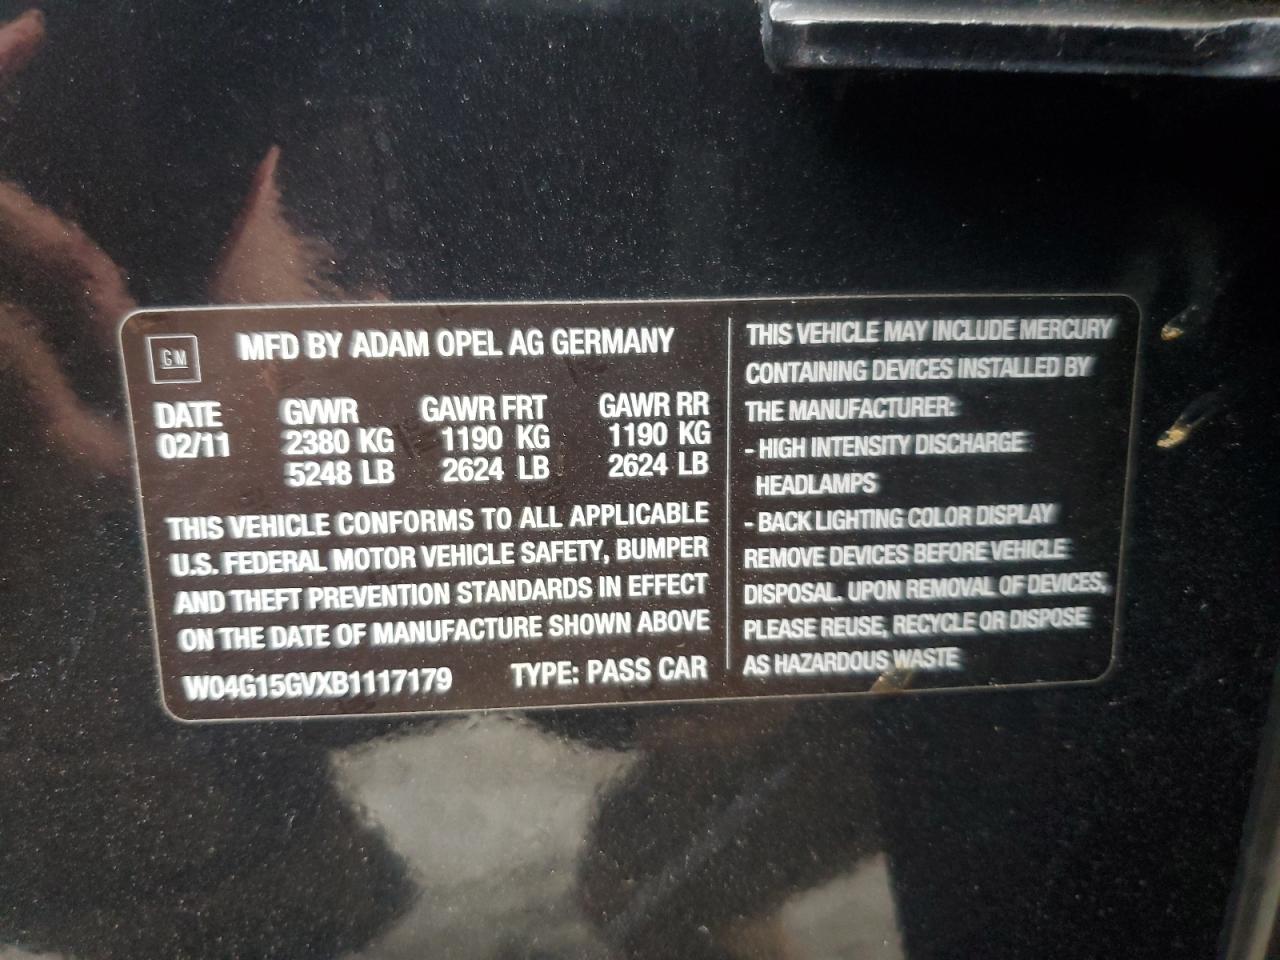 GM
MFD BY ADAM OPEL AG GERMANY
DATE GVWR GAWR FRT GAWR RR
02/11 2380 KG 1190 KG 1190 KG
5248 LB 2624 LB 2624 LB
THIS VEHICLE CONFORMS TO ALL APPLICABLE
U.S. FEDERAL MOTOR VEHICLE SAFETY, BUMPER
AND THEFT PREVENTION STANDARDS IN EFFECT
ON THE DATE OF MANUFACTURE SHOWN ABOVE
W04G15GVXB1117179 TYPE: PASS CAR
THIS VEHICLE MAY INCLUDE MERCURY
CONTAINING DEVICES INSTALLED BY
THE MANUFACTURER:
- HIGH INTENSITY DISCHARGE
HEADLAMPS
- BACK LIGHTING COLOR DISPLAY
REMOVE DEVICES BEFORE VEHICLE
DISPOSAL. UPON REMOVAL OF DEVICES,
PLEASE REUSE, RECYCLE OR DISPOSE
AS HAZARDOUS WASTE